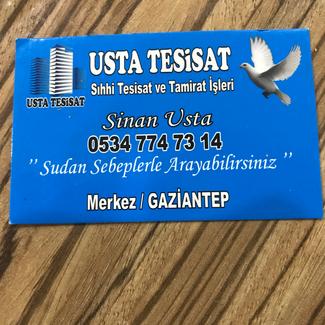 USTA TESİSAT
Sıhhi Tesisat ve Tamirat İşleri
USTA TESİSAT
Sinan Usta
0534 774 73 14
'' Sudan Sebeplerle Arayabilirsiniz ''
Merkez / GAZİANTEP